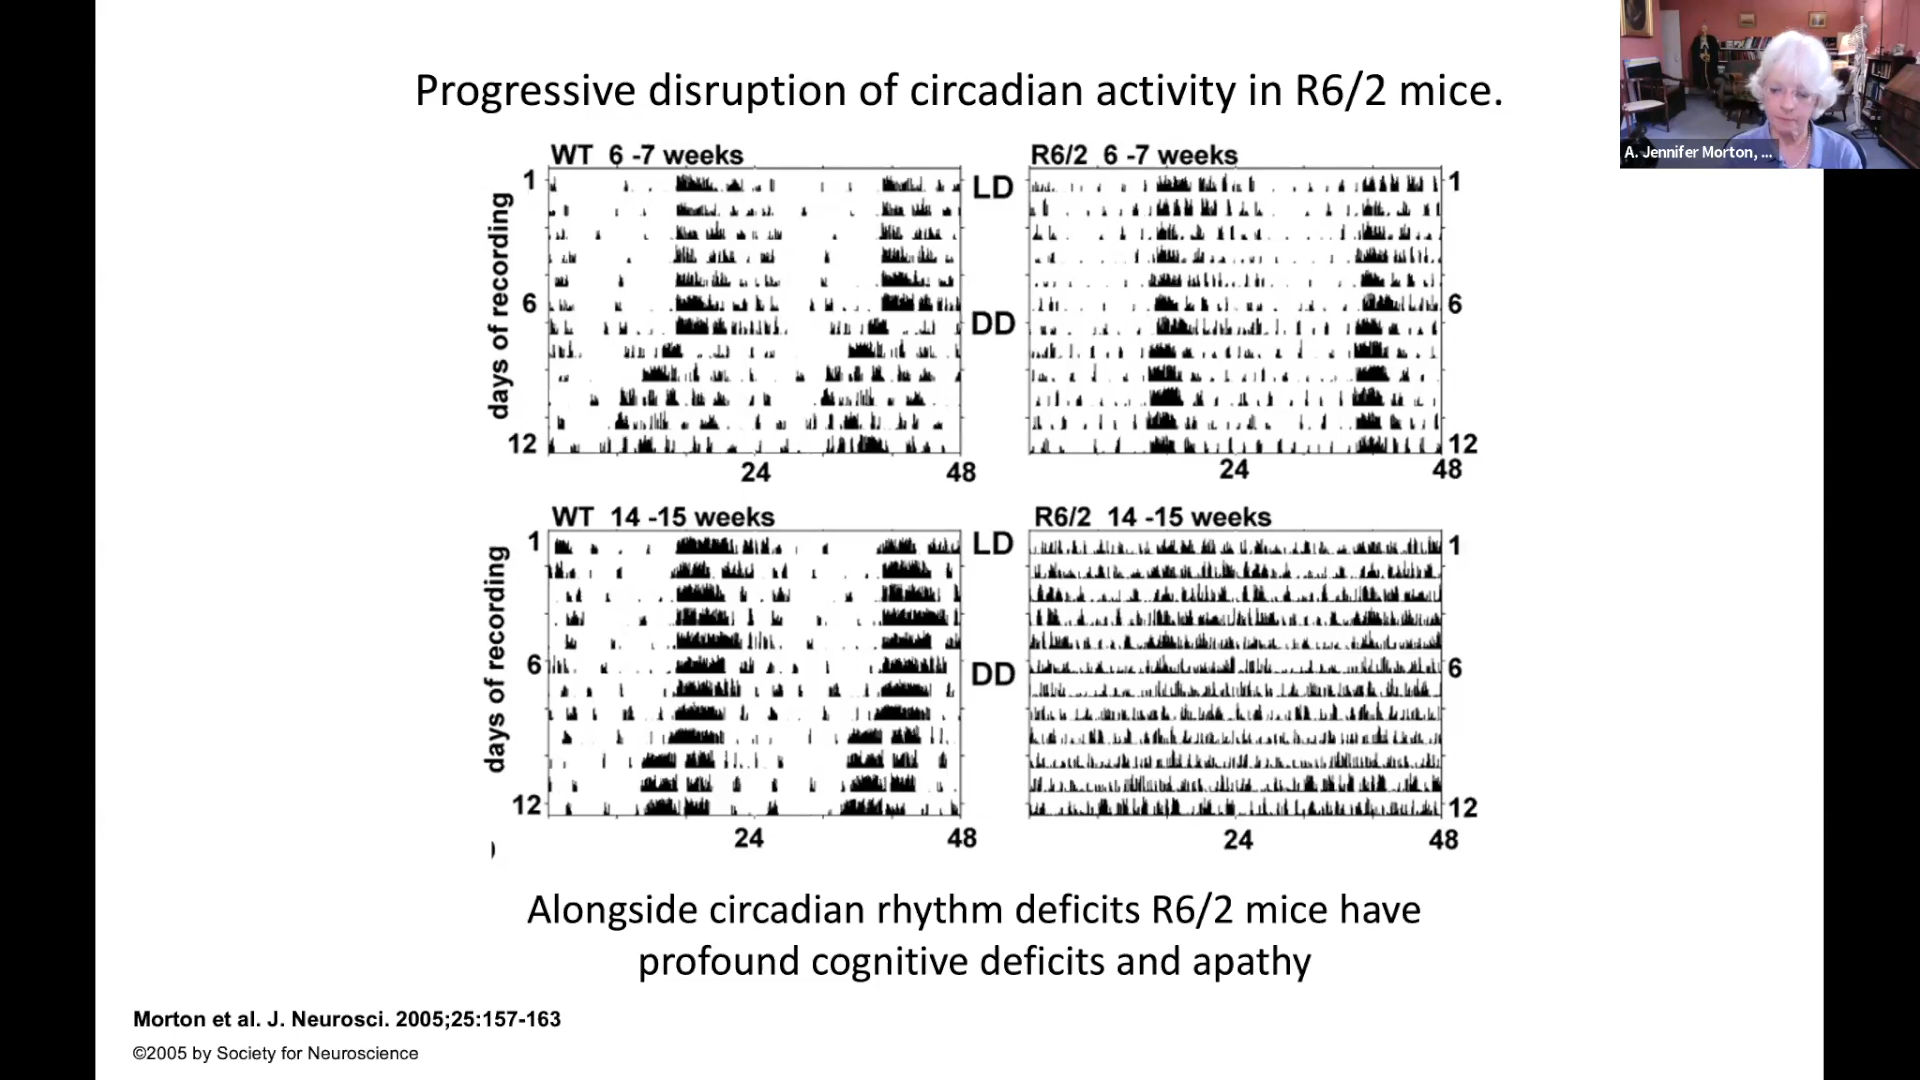 Progressive disruption of circadian activity in R6/2 mice.
A. Jennifer Morton, ...
WT 6 -7 weeks
R6/2 6 -7 weeks
1
LD
1
days of recording
6
DD
6
12
12
24
48
24
48
WT 14 -15 weeks
R6/2 14 -15 weeks
1
LD
1
days of recording
6
DD
6
12
12
24
48
24
48
Alongside circadian rhythm deficits R6/2 mice have
profound cognitive deficits and apathy
Morton et al. J. Neurosci. 2005;25:157-163
©2005 by Society for Neuroscience